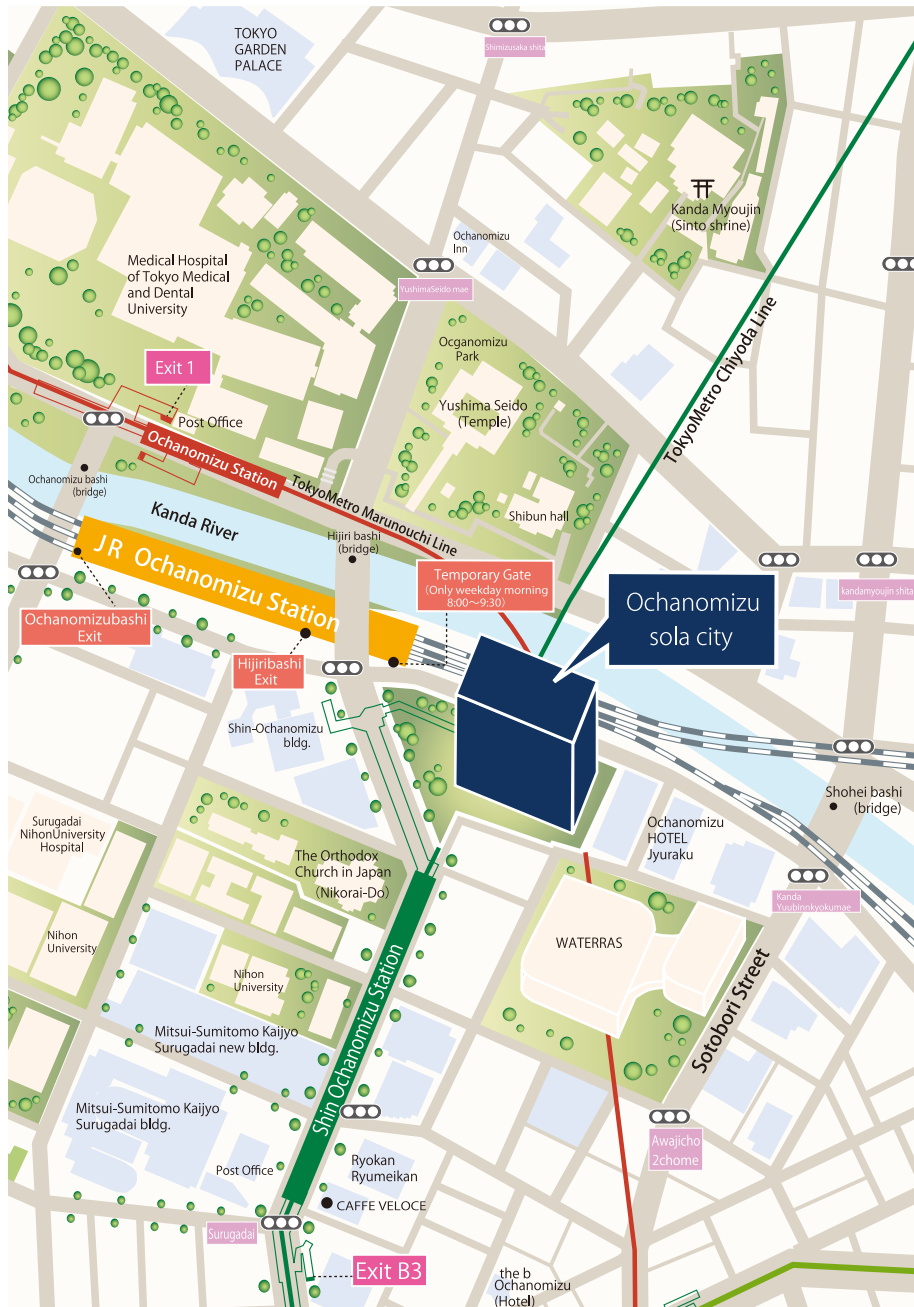 TOKYO
GARDEN
PALACE
Shimizusaka shita
Kanda Myoujin
(Sinto shrine)
Ochanomizu
Inn
YushimaSeido mae
Medical Hospital
of Tokyo Medical
and Dental
University
TokyoMetro Chiyoda Line
Ocganomizu
Park
Exit 1
Post Office
Yushima Seido
(Temple)
Ochanomizu Station
Ochanomizu bashi
(bridge)
TokyoMetro Marunouchi Line
Shibun hall
Kanda River
Hijiri bashi
(bridge)
JR Ochanomizu Station
Temporary Gate
(Only weekday morning
8:00～9:30)
kandamyoujin shita
Ochanomizu
sola city
Ochanomizubashi
Exit
Hijiribashi
Exit
Shin-Ochanomizu
bldg.
Shohei bashi
(bridge)
Surugadai
NihonUniversity
Hospital
Ochanomizu
HOTEL
Jyuraku
The Orthodox
Church in Japan
(Nikorai-Do)
Kanda
Yuubinnkyokumae
Nihon
University
WATERRAS
Nihon
University
Shin Ochanomizu Station
Sotobori Street
Mitsui-Sumitomo Kaijyo
Surugadai new bldg.
Mitsui-Sumitomo Kaijyo
Surugadai bldg.
Awajicho
2chome
Post Office
Ryokan
Ryumeikan
CAFFE VELOCE
Surugadai
Exit B3
the b
Ochanomizu
(Hotel)